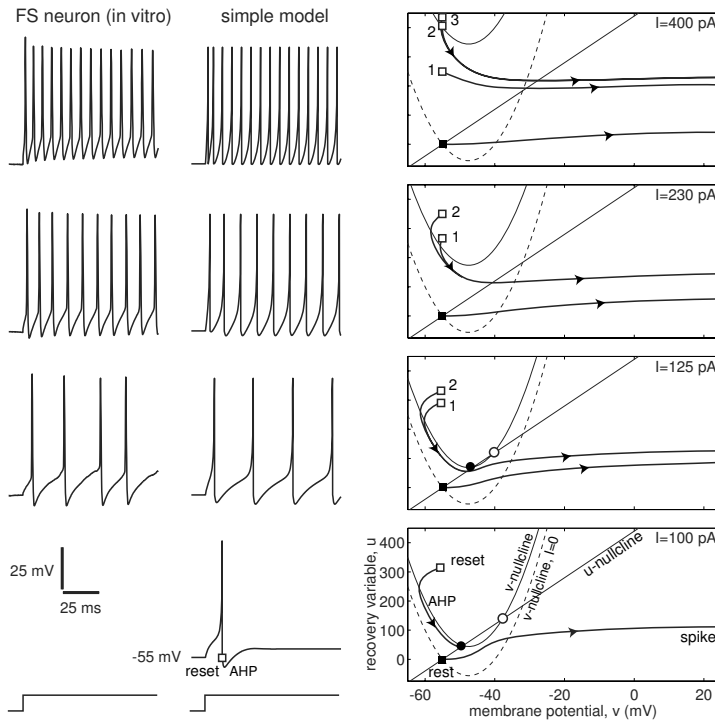 FS neuron (in vitro)
simple model
I=400 pA
3
2
1
I=230 pA
2
1
I=125 pA
2
1
25 mV
25 ms
-55 mV
reset
AHP
I=100 pA
recovery variable, u
400
300
200
100
0
reset
AHP
rest
v-nullcline
v-nullcline, I=0
u-nullcline
spike
-60
-40
-20
0
20
membrane potential, v (mV)